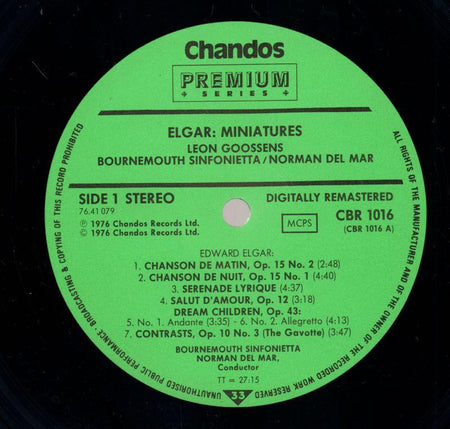 Chandos
PREMIUM
SERIES
ELGAR: MINIATURES
LEON GOOSSENS
BOURNEMOUTH SINFONIETTA / NORMAN DEL MAR
SIDE 1 STEREO
76.41 079
℗ 1976 Chandos Records Ltd.
© 1976 Chandos Records Ltd.
DIGITALLY REMASTERED
MCPS
CBR 1016
(CBR 1016 A)
EDWARD ELGAR:
1. CHANSON DE MATIN, Op. 15 No. 2 (2:48)
2. CHANSON DE NUIT, Op. 15 No. 1 (4:40)
3. SERENADE LYRIQUE (4:37)
4. SALUT D'AMOUR, Op. 12 (3:18)
DREAM CHILDREN, Op. 43:
5. No. 1. Andante (3:35) - 6. No. 2. Allegretto (4:13)
7. CONTRASTS, Op. 10 No. 3 (The Gavotte) (3:47)
BOURNEMOUTH SINFONIETTA
NORMAN DEL MAR,
Conductor
TT = 27:15
33
ALL RIGHTS OF THE MANUFACTURER AND OF THE OWNER OF THE RECORDED WORK RESERVED
UNAUTHORISED PUBLIC PERFORMANCE, BROADCASTING & COPYING OF THIS RECORD PROHIBITED